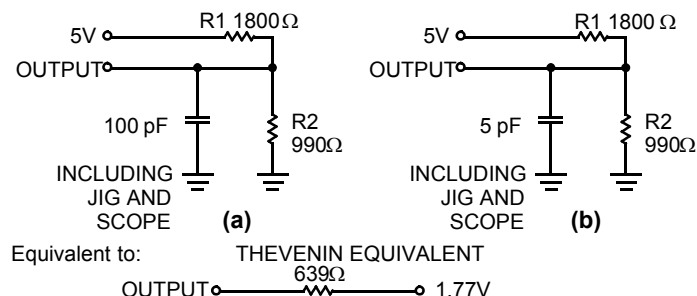 R1 1800Ω
5V
OUTPUT
100 pF
R2
990Ω
INCLUDING
JIG AND
SCOPE
(a)
R1 1800 Ω
5V
OUTPUT
5 pF
R2
990Ω
INCLUDING
JIG AND
SCOPE
(b)
Equivalent to: THEVENIN EQUIVALENT
639Ω
OUTPUT 1.77V